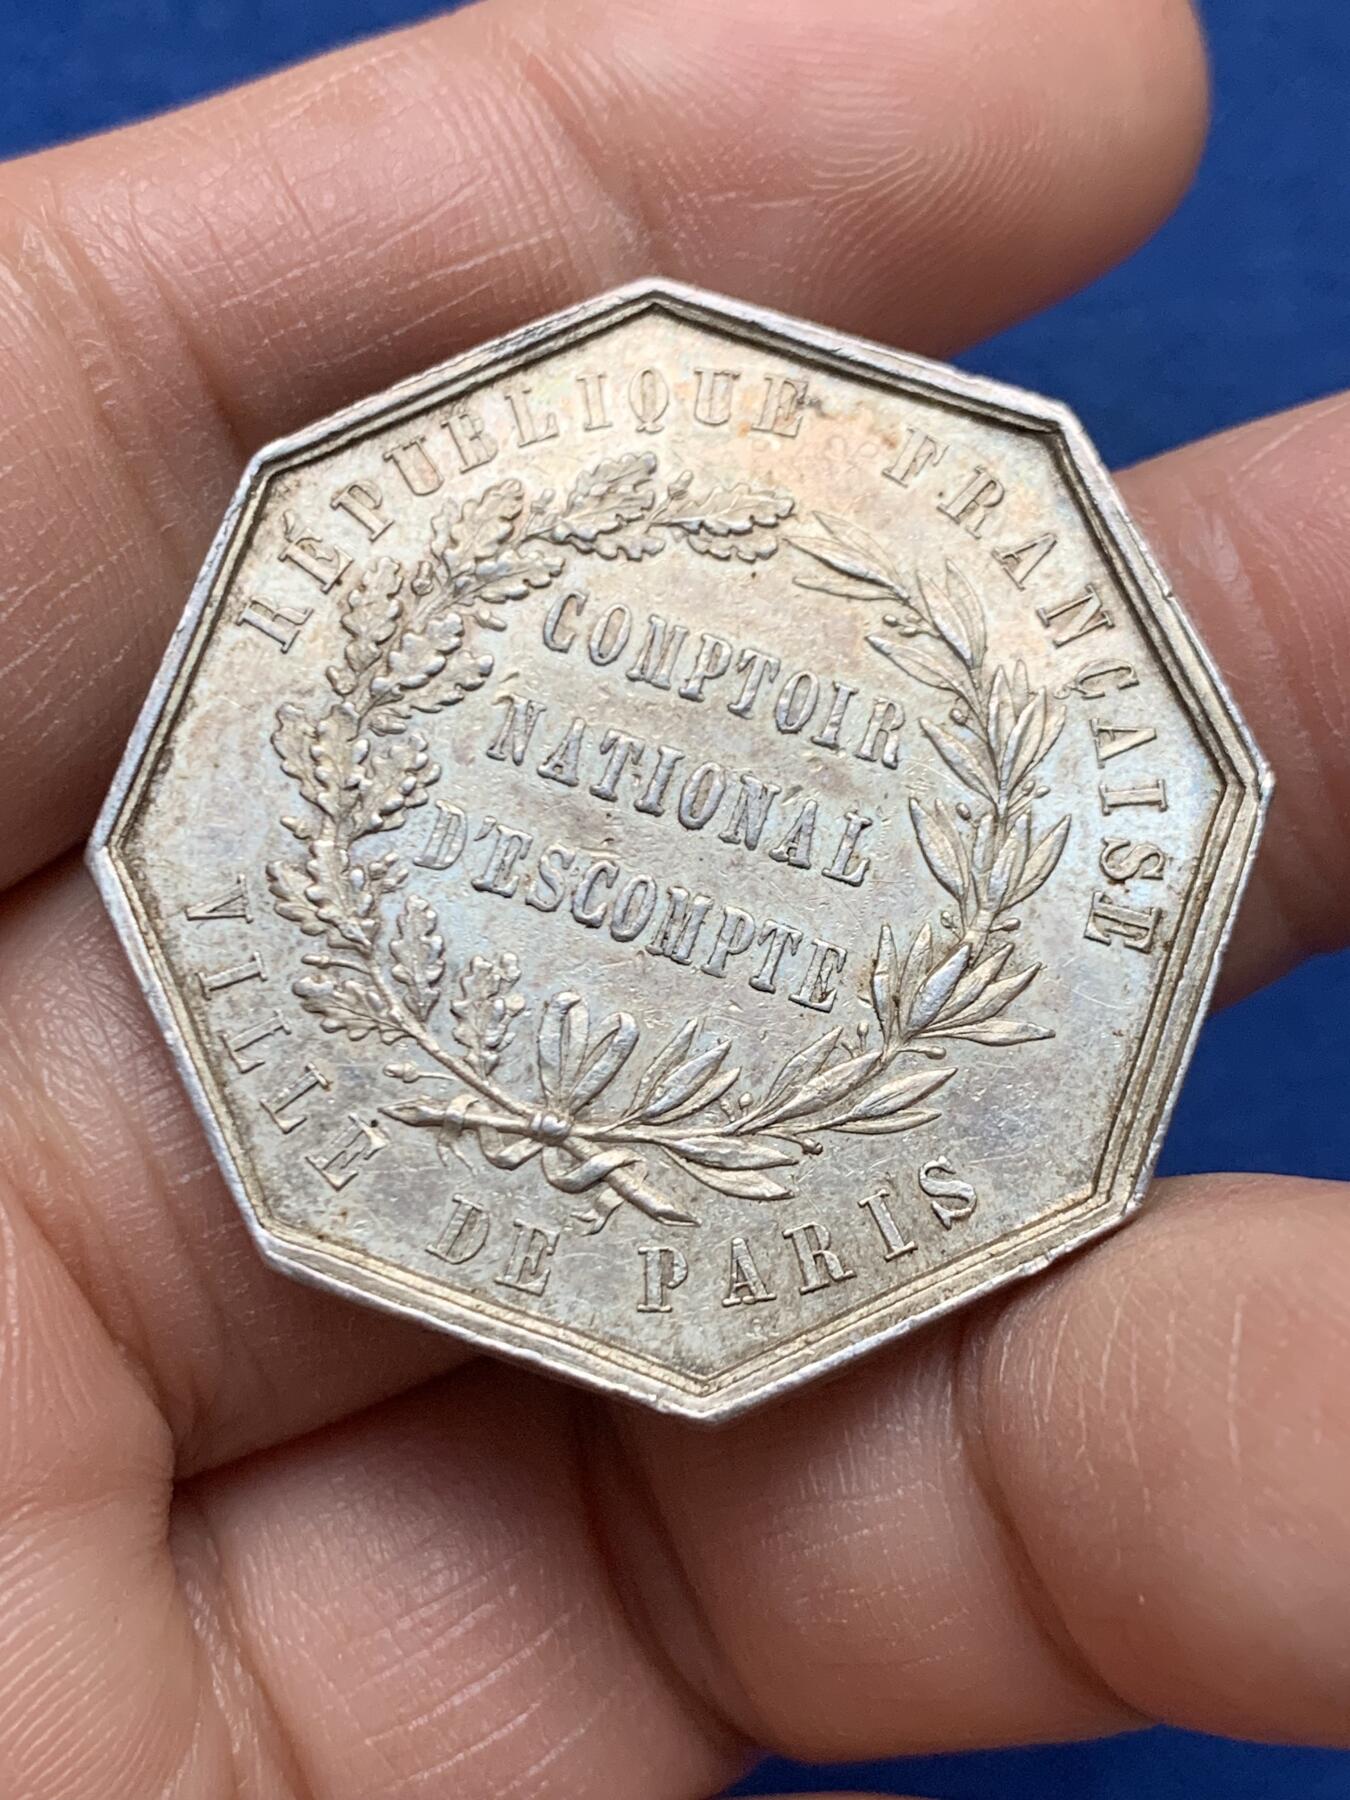 RÉPUBLIQUE FRANÇAISE
COMPTOIR
NATIONAL
D'ESCOMPTE
VILLE DE PARIS